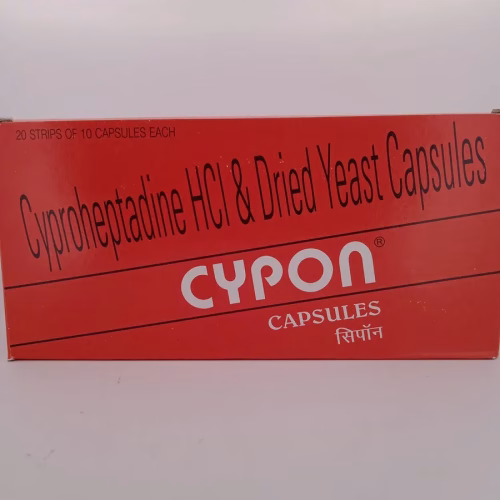 20 STRIPS OF 10 CAPSULES EACH
Cyproheptadine HCl & Dried Yeast Capsules
CYPON®
CAPSULES
सिपॉन